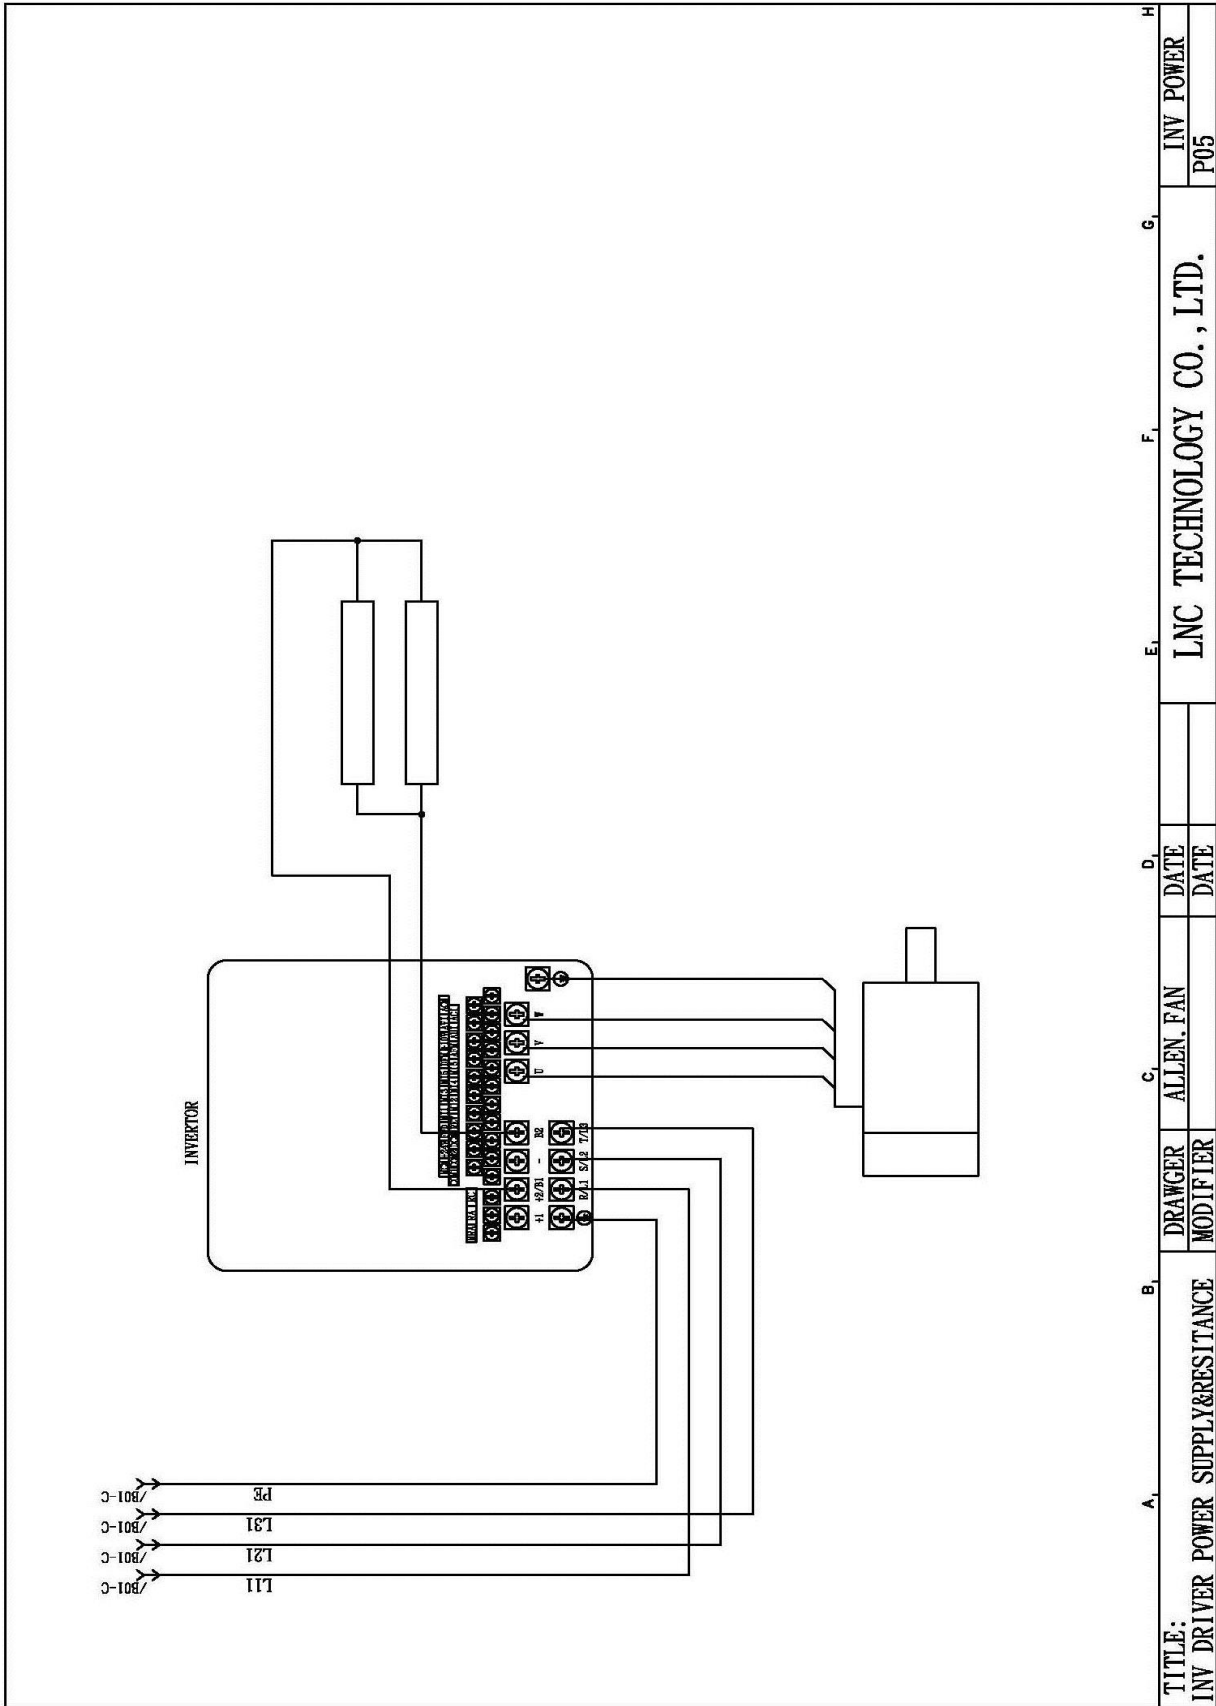 /B01-C
/B01-C
/B01-C
/B01-C
L11
L21
L31
PE
INVERTOR
+1
+2/B1
-
B2
R/L1
S/L2
T/L3
U
V
A
B
C
D
E
F
G
H
TITLE:
INV DRIVER POWER SUPPLY&RESITANCE
DRAWGER
ALLEN.FAN
DATE
MODIFIER
DATE
LNC TECHNOLOGY CO.,LTD.
INV POWER
P05